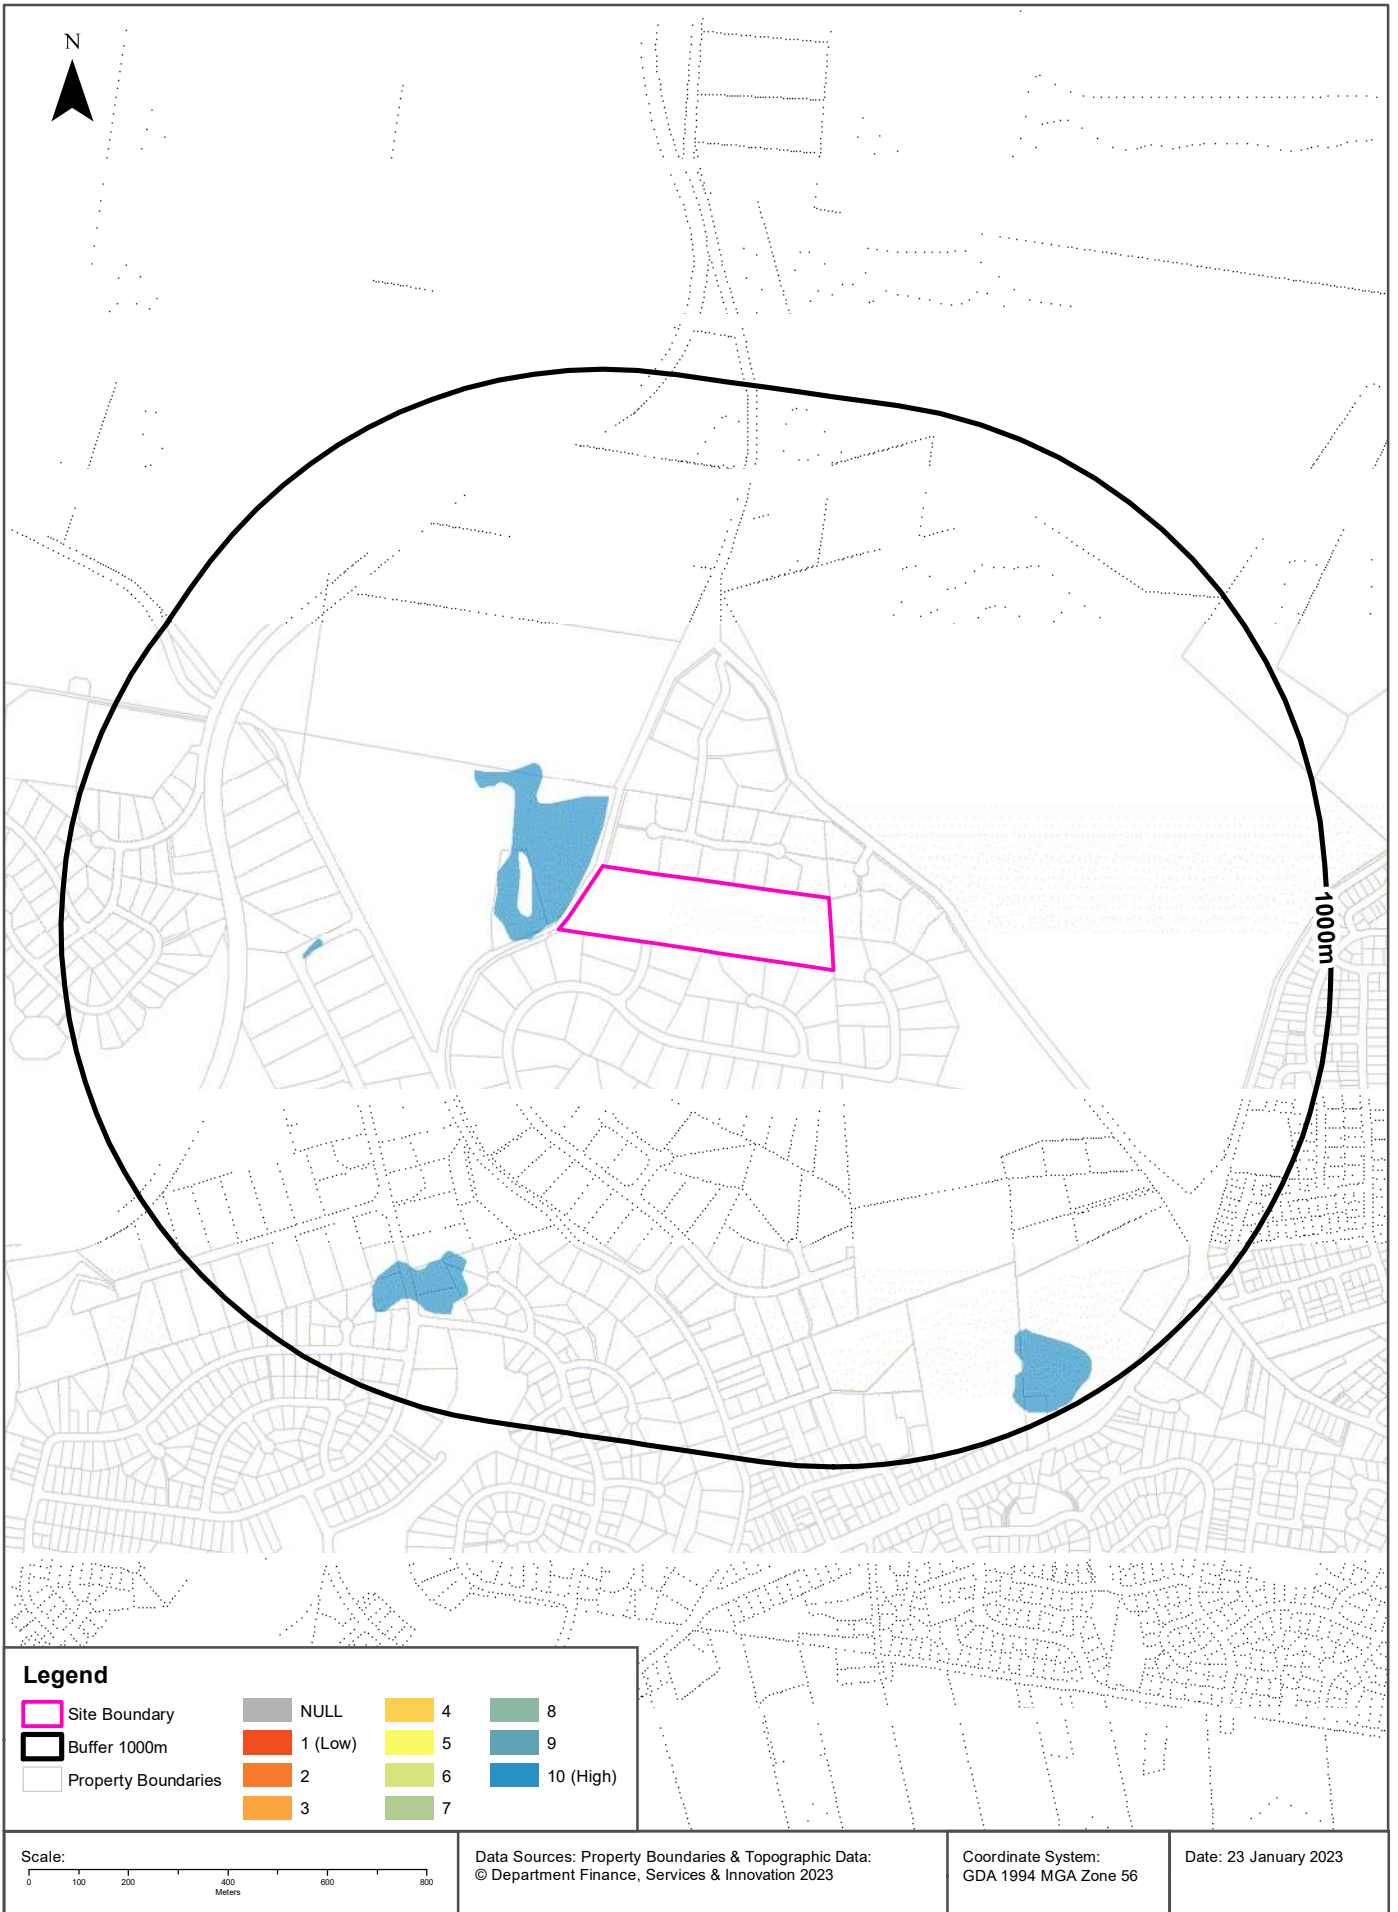 N
1000m
Legend
Site Boundary
Buffer 1000m
Property Boundaries
NULL
1 (Low)
2
3
4
5
6
7
8
9
10 (High)
Scale:
0 100 200 400 600 800
Meters
Data Sources: Property Boundaries & Topographic Data:
© Department Finance, Services & Innovation 2023
Coordinate System:
GDA 1994 MGA Zone 56
Date: 23 January 2023